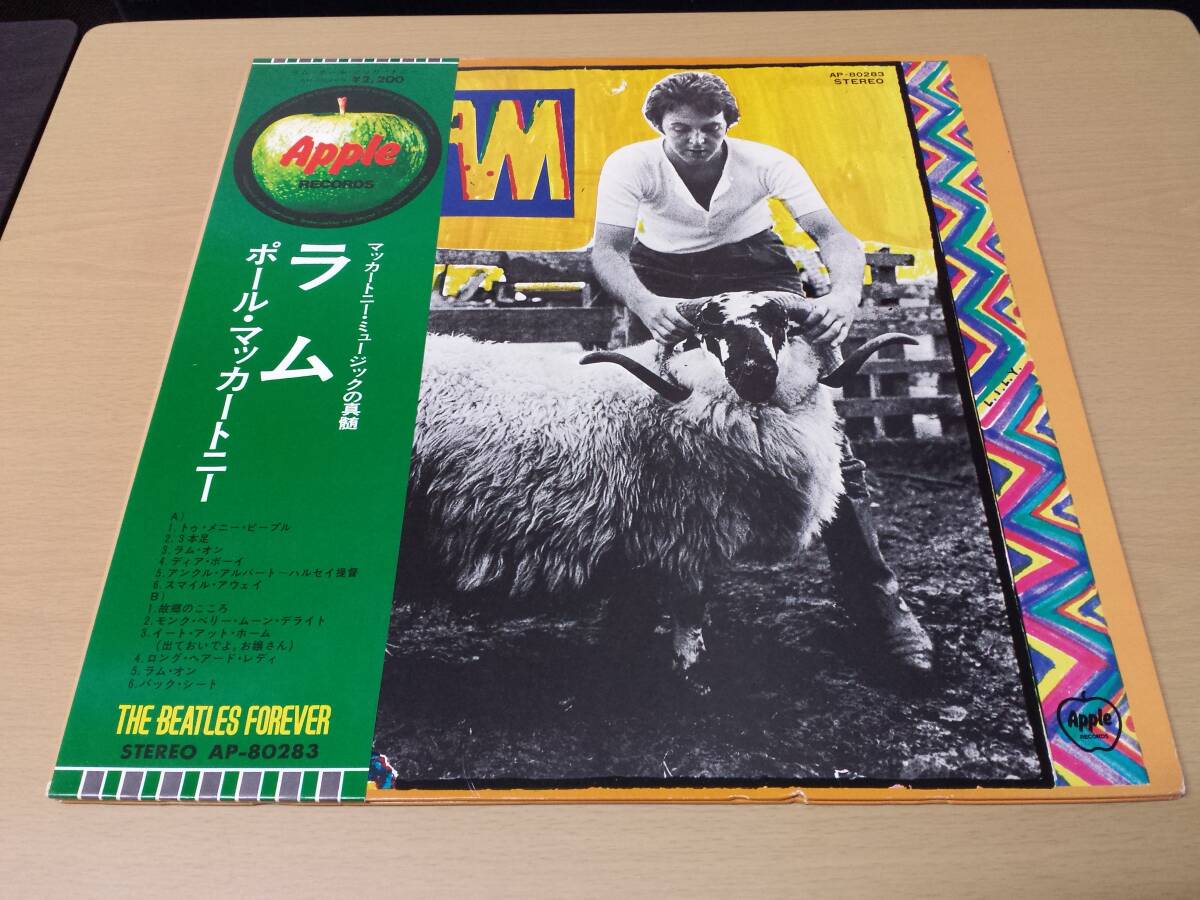 ¥2,200
Apple
RECORDS
マッカートニー・ミュージックの真髄
ラム
ポール・マッカートニー
A)
1.トゥ・メニー・ピープル
2.3本足
3.ラム・オン
4.ディア・ボーイ
5.アンクル・アルバート〜ハルセイ提督
6.スマイル・アウェイ
B)
1.故郷のこころ
2.モンク・ベリー・ムーン・デライト
3.イート・アット・ホーム
(出ておいでよ,お嬢さん)
4.ロング・ヘアード・レディ
5.ラム・オン
6.バック・シート
THE BEATLES FOREVER
STEREO AP-80283
AM
AP-80283
STEREO
L.I.L.Y.
Apple
RECORDS